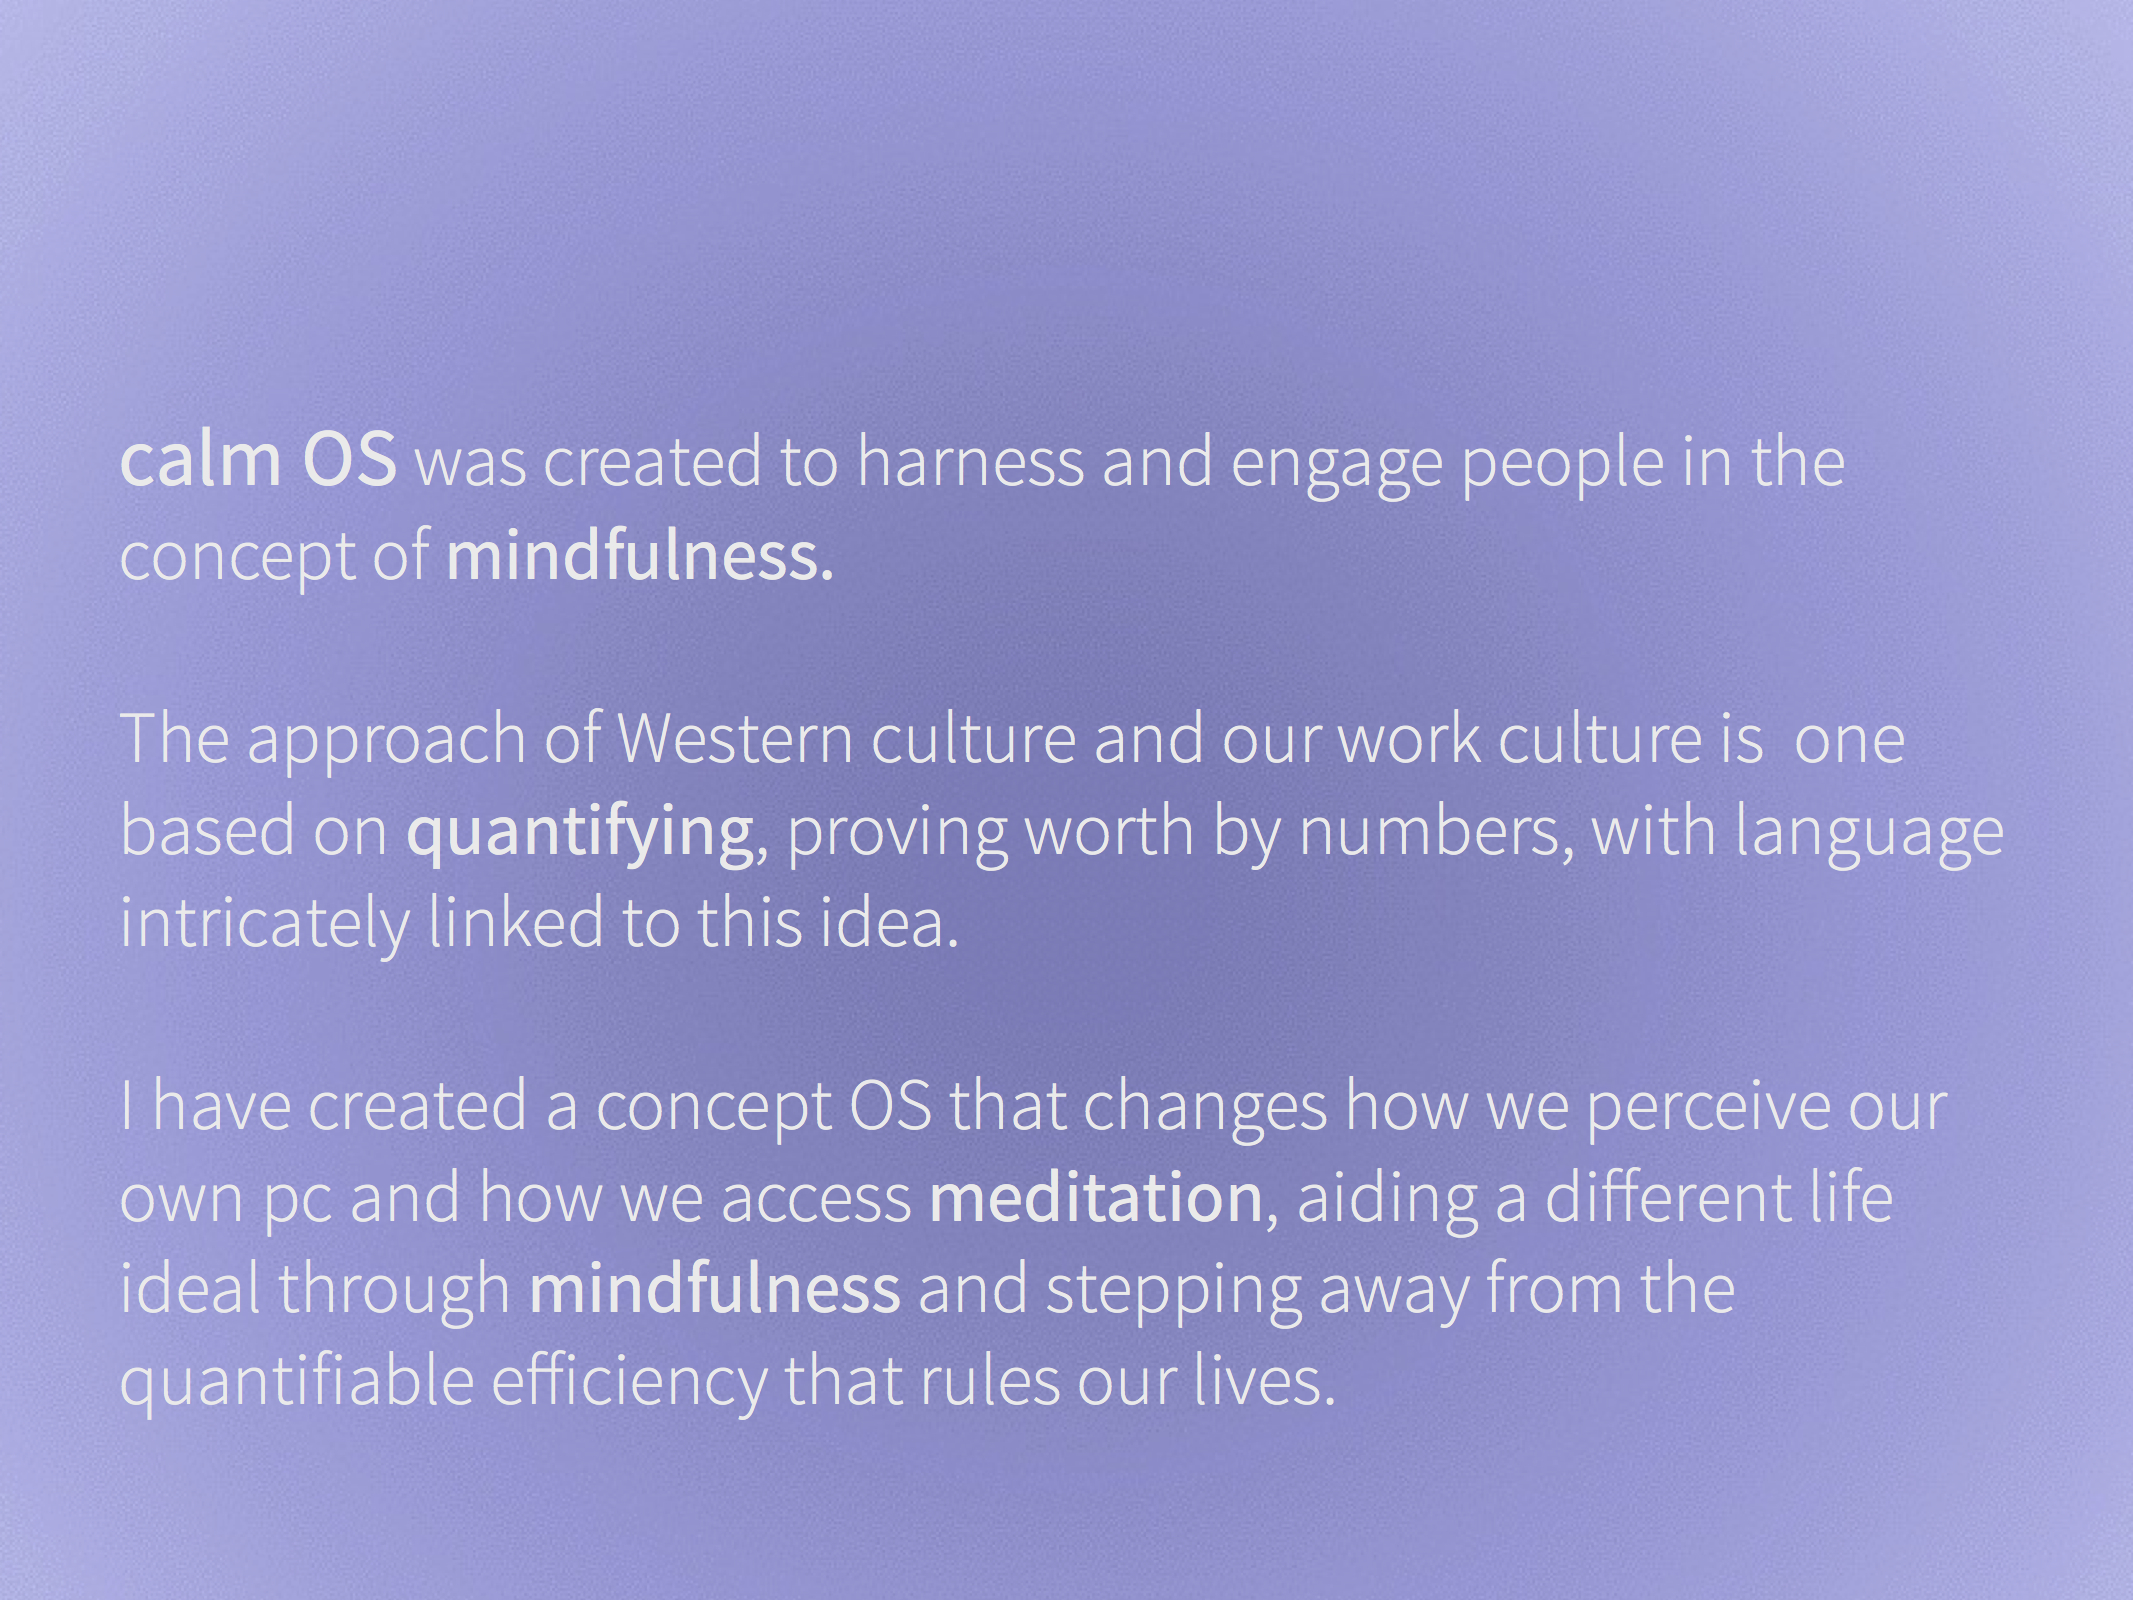 calm OS was created to harness and engage people in the
concept of mindfulness.
The approach of Western culture and our work culture is  one
based on quantifying, proving worth by numbers, with language
intricately linked to this idea.
I have created a concept OS that changes how we perceive our
own pc and how we access meditation, aiding a different life
ideal through mindfulness and stepping away from the
quantifiable efficiency that rules our lives.